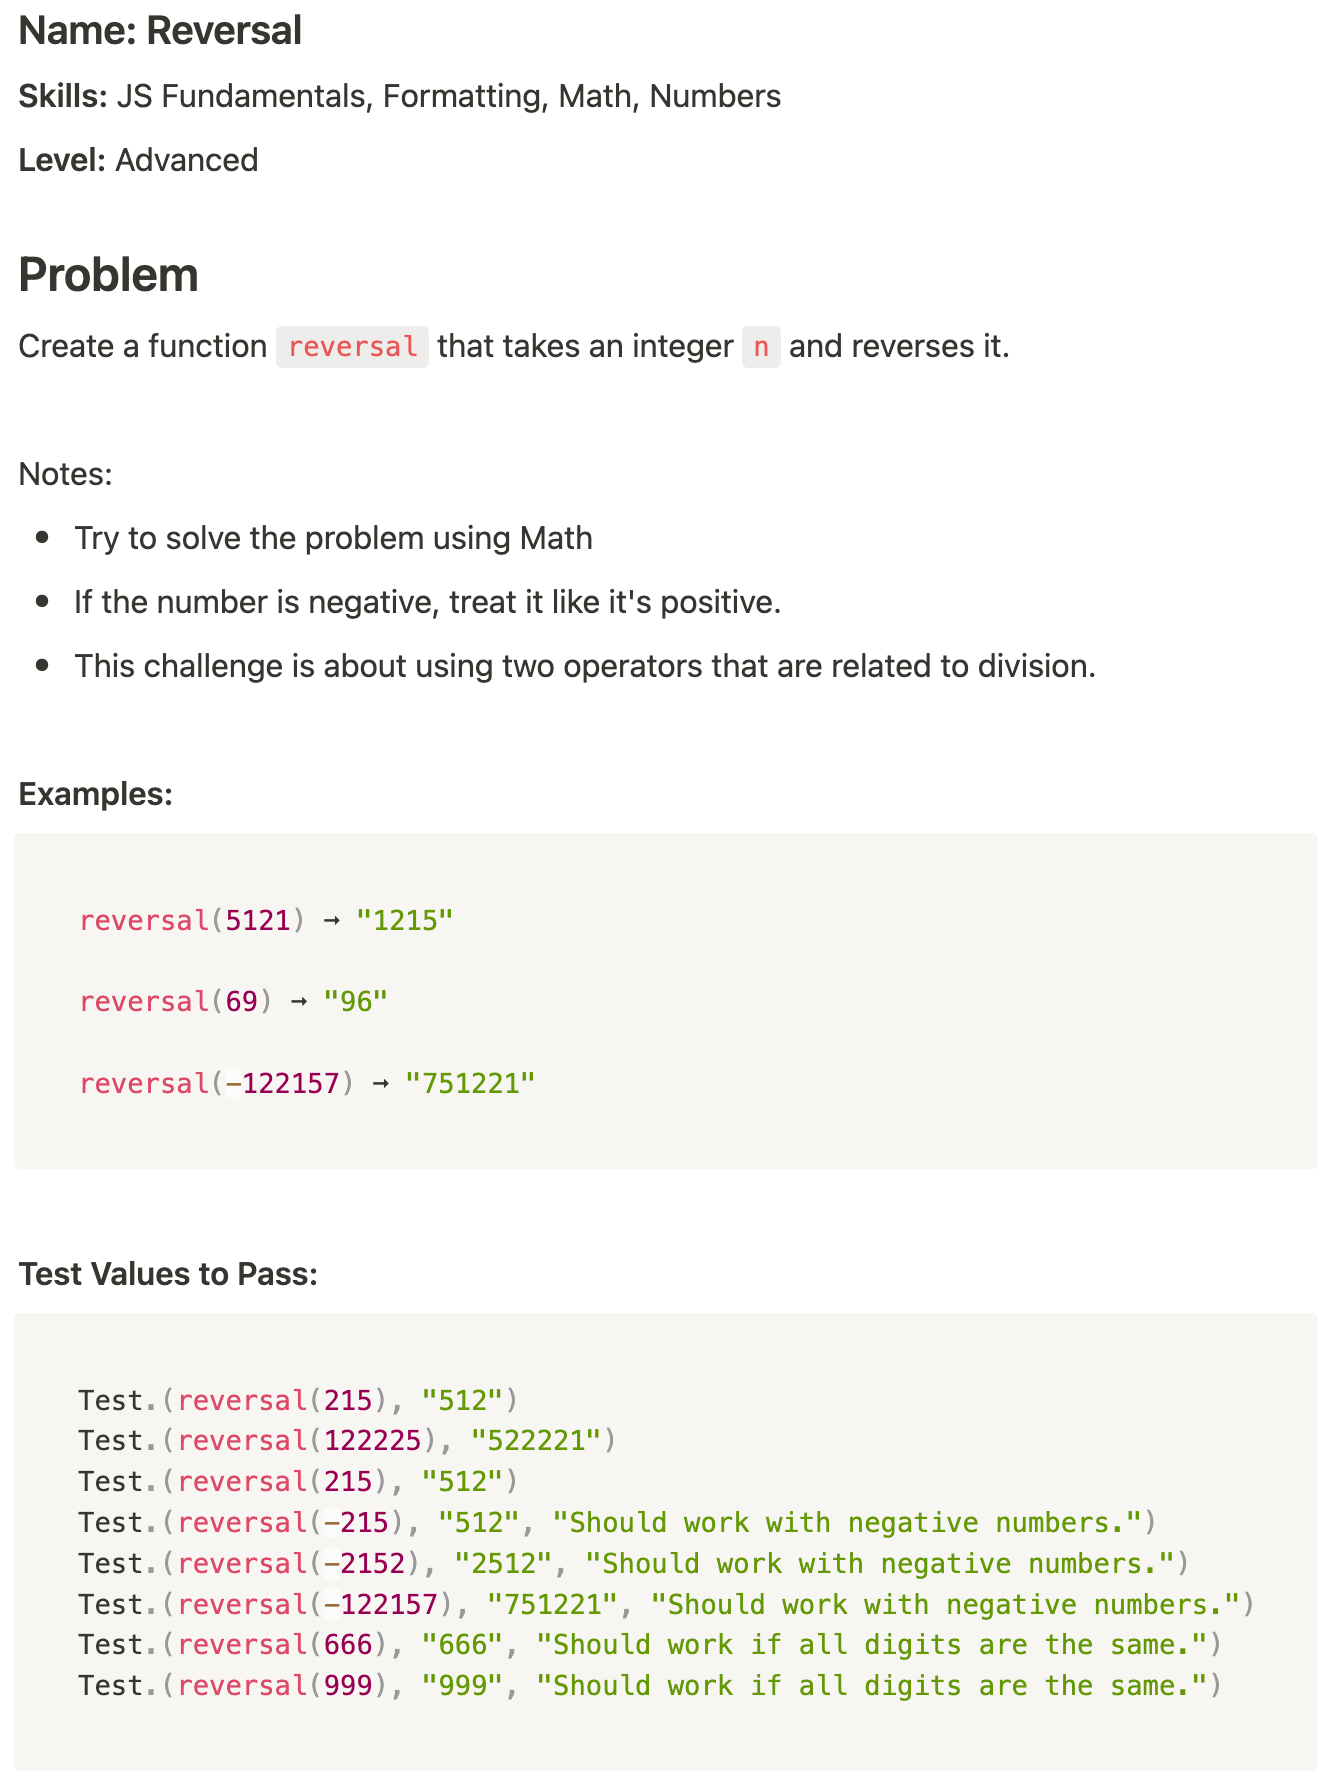 Name: Reversal
Skills: JS Fundamentals, Formatting, Math, Numbers
Level: Advanced
Problem
Create a function reversal that takes an integer n and reverses it.
Notes:
• Try to solve the problem using Math
• If the number is negative, treat it like it's positive.
• This challenge is about using two operators that are related to division.
Examples:
reversal(5121) → "1215"
reversal(69) → "96"
reversal(-122157) → "751221"
Test Values to Pass:
Test.(reversal(215), "512")
Test.(reversal(122225), "522221")
Test.(reversal(215), "512")
Test.(reversal(-215), "512", "Should work with negative numbers.")
Test.(reversal(-2152), "2512", "Should work with negative numbers.")
Test.(reversal(-122157), "751221", "Should work with negative numbers.")
Test.(reversal(666), "666", "Should work if all digits are the same.")
Test.(reversal(999), "999", "Should work if all digits are the same.")